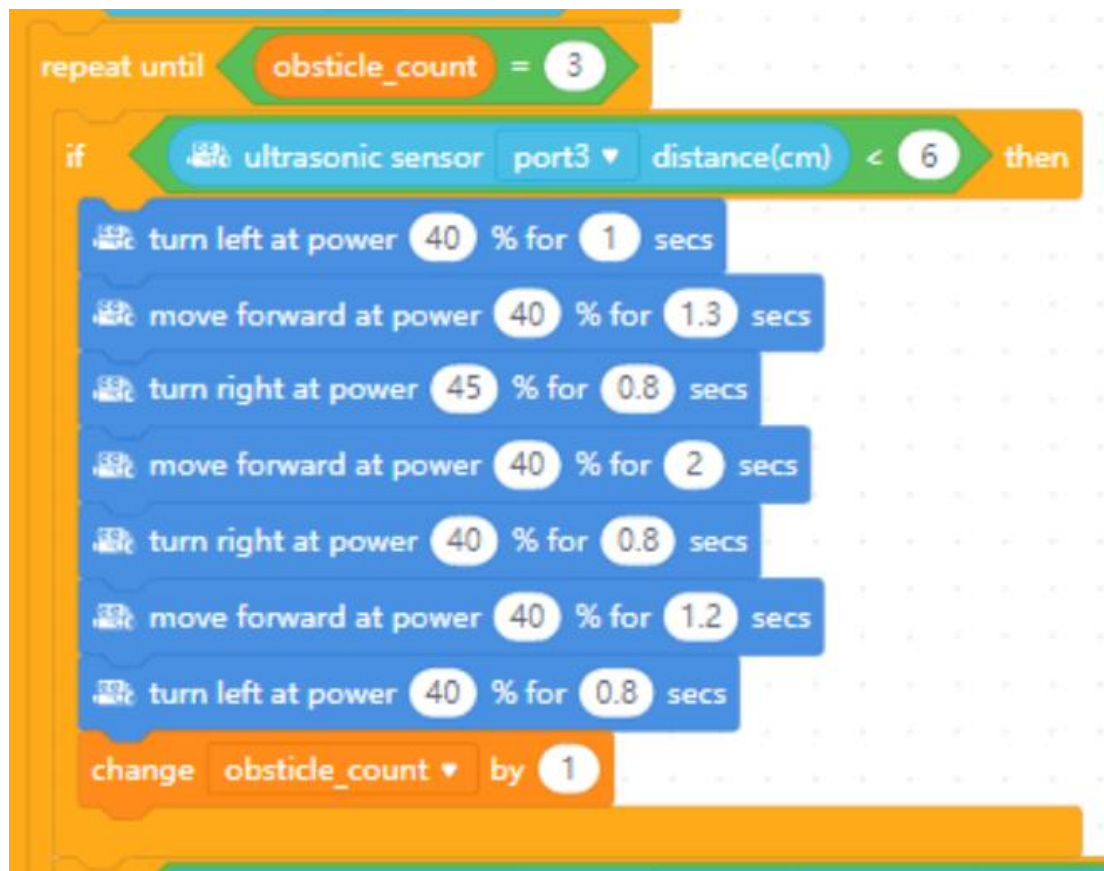 repeat until obsticle_count = 3
if ultrasonic sensor port3 distance(cm) < 6 then
turn left at power 40 % for 1 secs
move forward at power 40 % for 1.3 secs
turn right at power 45 % for 0.8 secs
move forward at power 40 % for 2 secs
turn right at power 40 % for 0.8 secs
move forward at power 40 % for 1.2 secs
turn left at power 40 % for 0.8 secs
change obsticle_count by 1